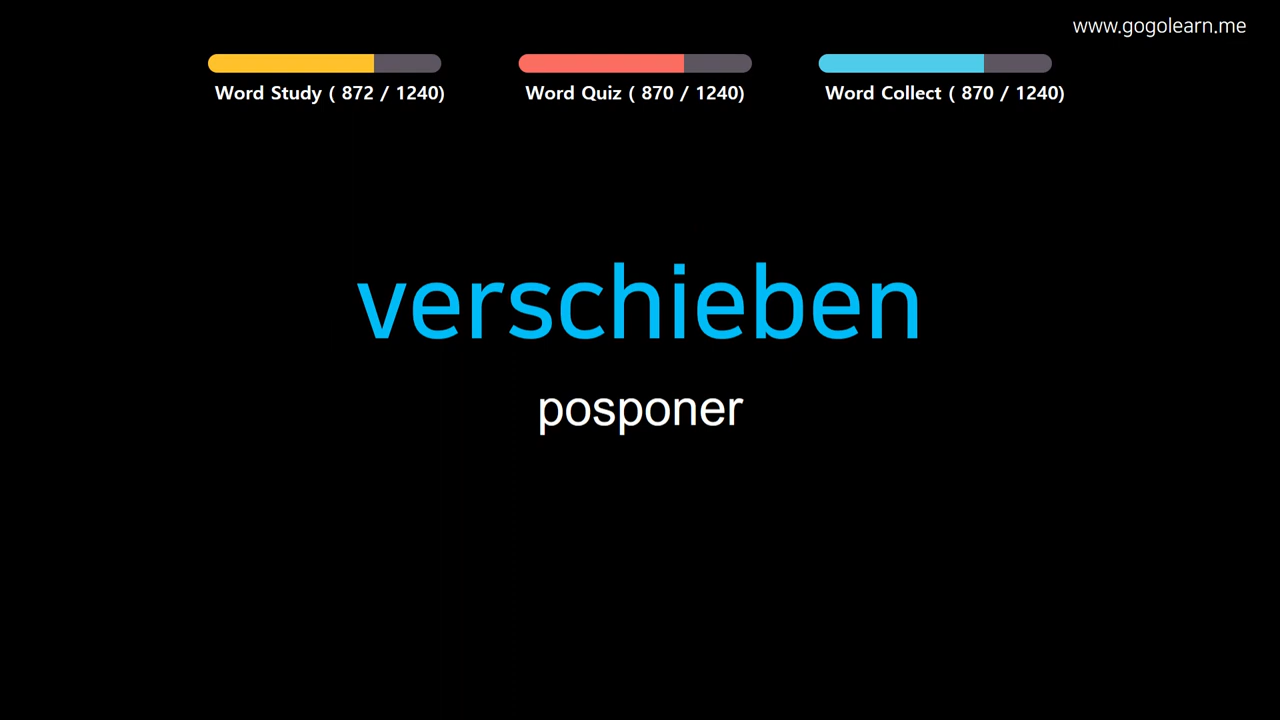 www.gogolearn.me
Word Study ( 872 / 1240)
Word Quiz ( 870 / 1240)
Word Collect ( 870 / 1240)
verschieben
posponer